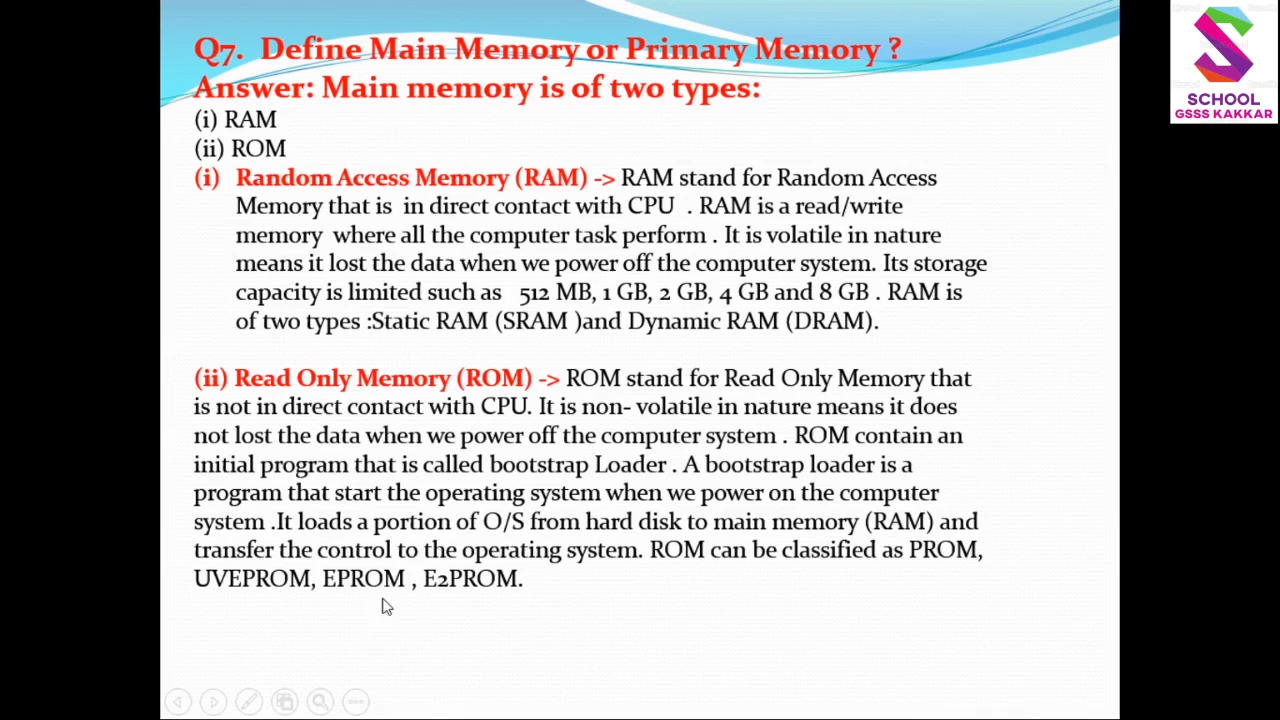 Q7. Define Main Memory or Primary Memory ?
Answer: Main memory is of two types:
(i) RAM
(ii) ROM
(i) Random Access Memory (RAM) -> RAM stand for Random Access
Memory that is in direct contact with CPU . RAM is a read/write
memory where all the computer task perform . It is volatile in nature
means it lost the data when we power off the computer system. Its storage
capacity is limited such as 512 MB, 1 GB, 2 GB, 4 GB and 8 GB . RAM is
of two types :Static RAM (SRAM )and Dynamic RAM (DRAM).
(ii) Read Only Memory (ROM) -> ROM stand for Read Only Memory that
is not in direct contact with CPU. It is non- volatile in nature means it does
not lost the data when we power off the computer system . ROM contain an
initial program that is called bootstrap Loader . A bootstrap loader is a
program that start the operating system when we power on the computer
system .It loads a portion of O/S from hard disk to main memory (RAM) and
transfer the control to the operating system. ROM can be classified as PROM,
UVEPROM, EPROM , E2PROM.
SCHOOL
GSSS KAKKAR